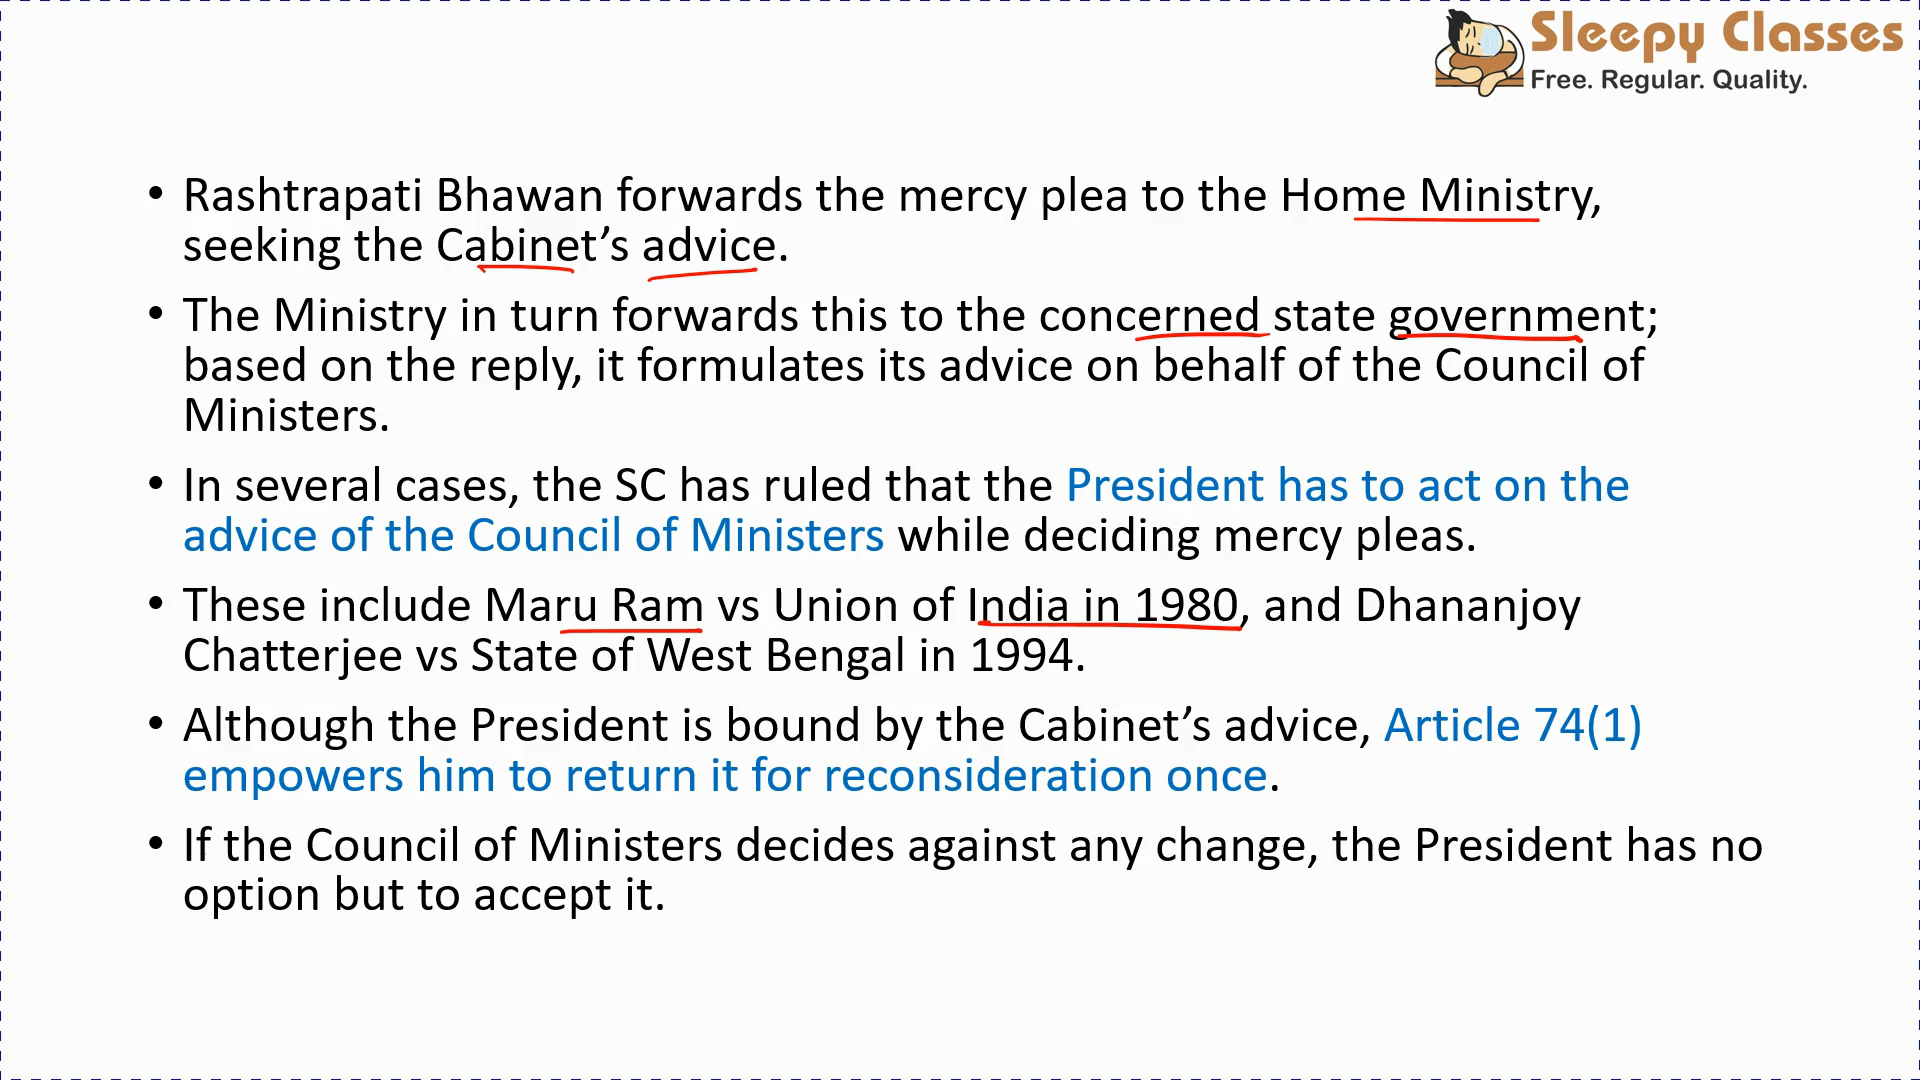 Sleepy Classes
Free. Regular. Quality.
• Rashtrapati Bhawan forwards the mercy plea to the Home Ministry,
seeking the Cabinet’s advice.
• The Ministry in turn forwards this to the concerned state government;
based on the reply, it formulates its advice on behalf of the Council of
Ministers.
• In several cases, the SC has ruled that the President has to act on the
advice of the Council of Ministers while deciding mercy pleas.
• These include Maru Ram vs Union of India in 1980, and Dhananjoy
Chatterjee vs State of West Bengal in 1994.
• Although the President is bound by the Cabinet’s advice, Article 74(1)
empowers him to return it for reconsideration once.
• If the Council of Ministers decides against any change, the President has no
option but to accept it.